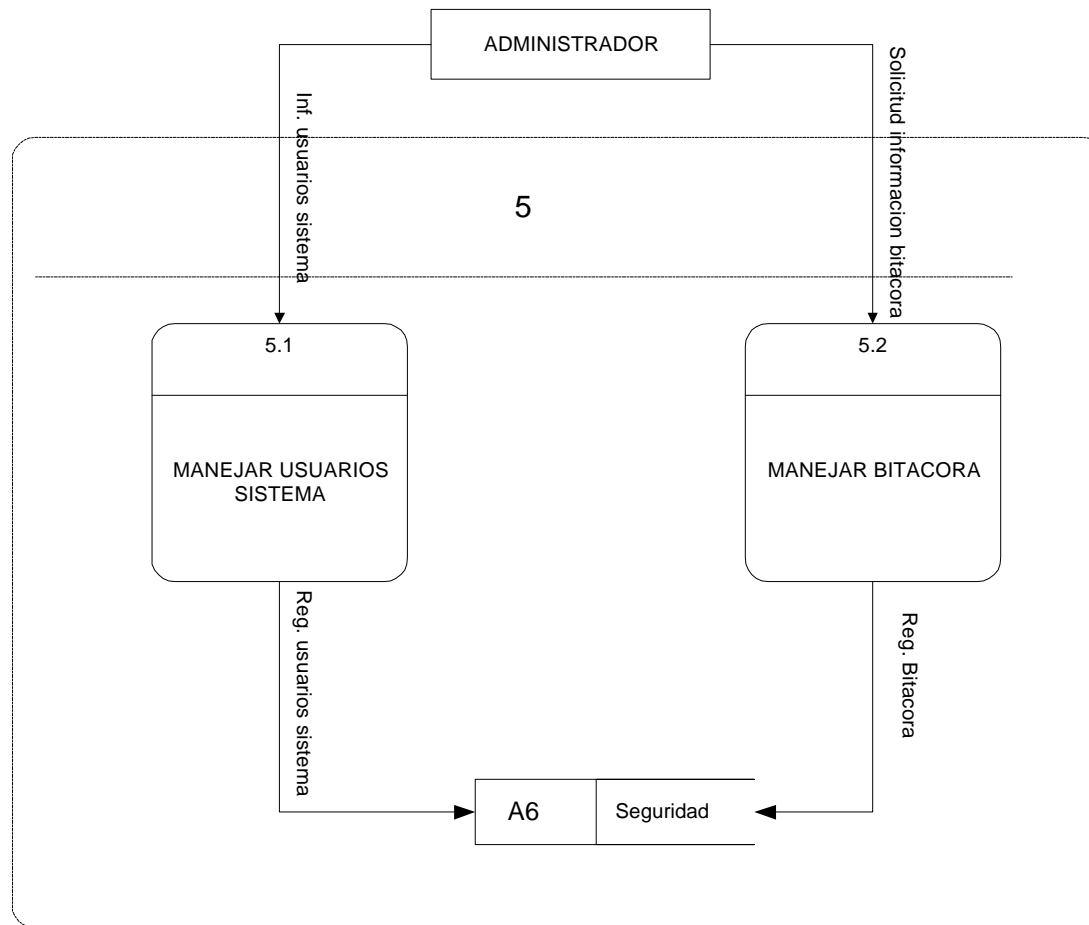 ADMINISTRADOR
Inf. usuarios sistema
Solicitud informacion bitacora
5
5.1
MANEJAR USUARIOS
SISTEMA
5.2
MANEJAR BITACORA
Reg. usuarios sistema
Reg. Bitacora
A6
Seguridad